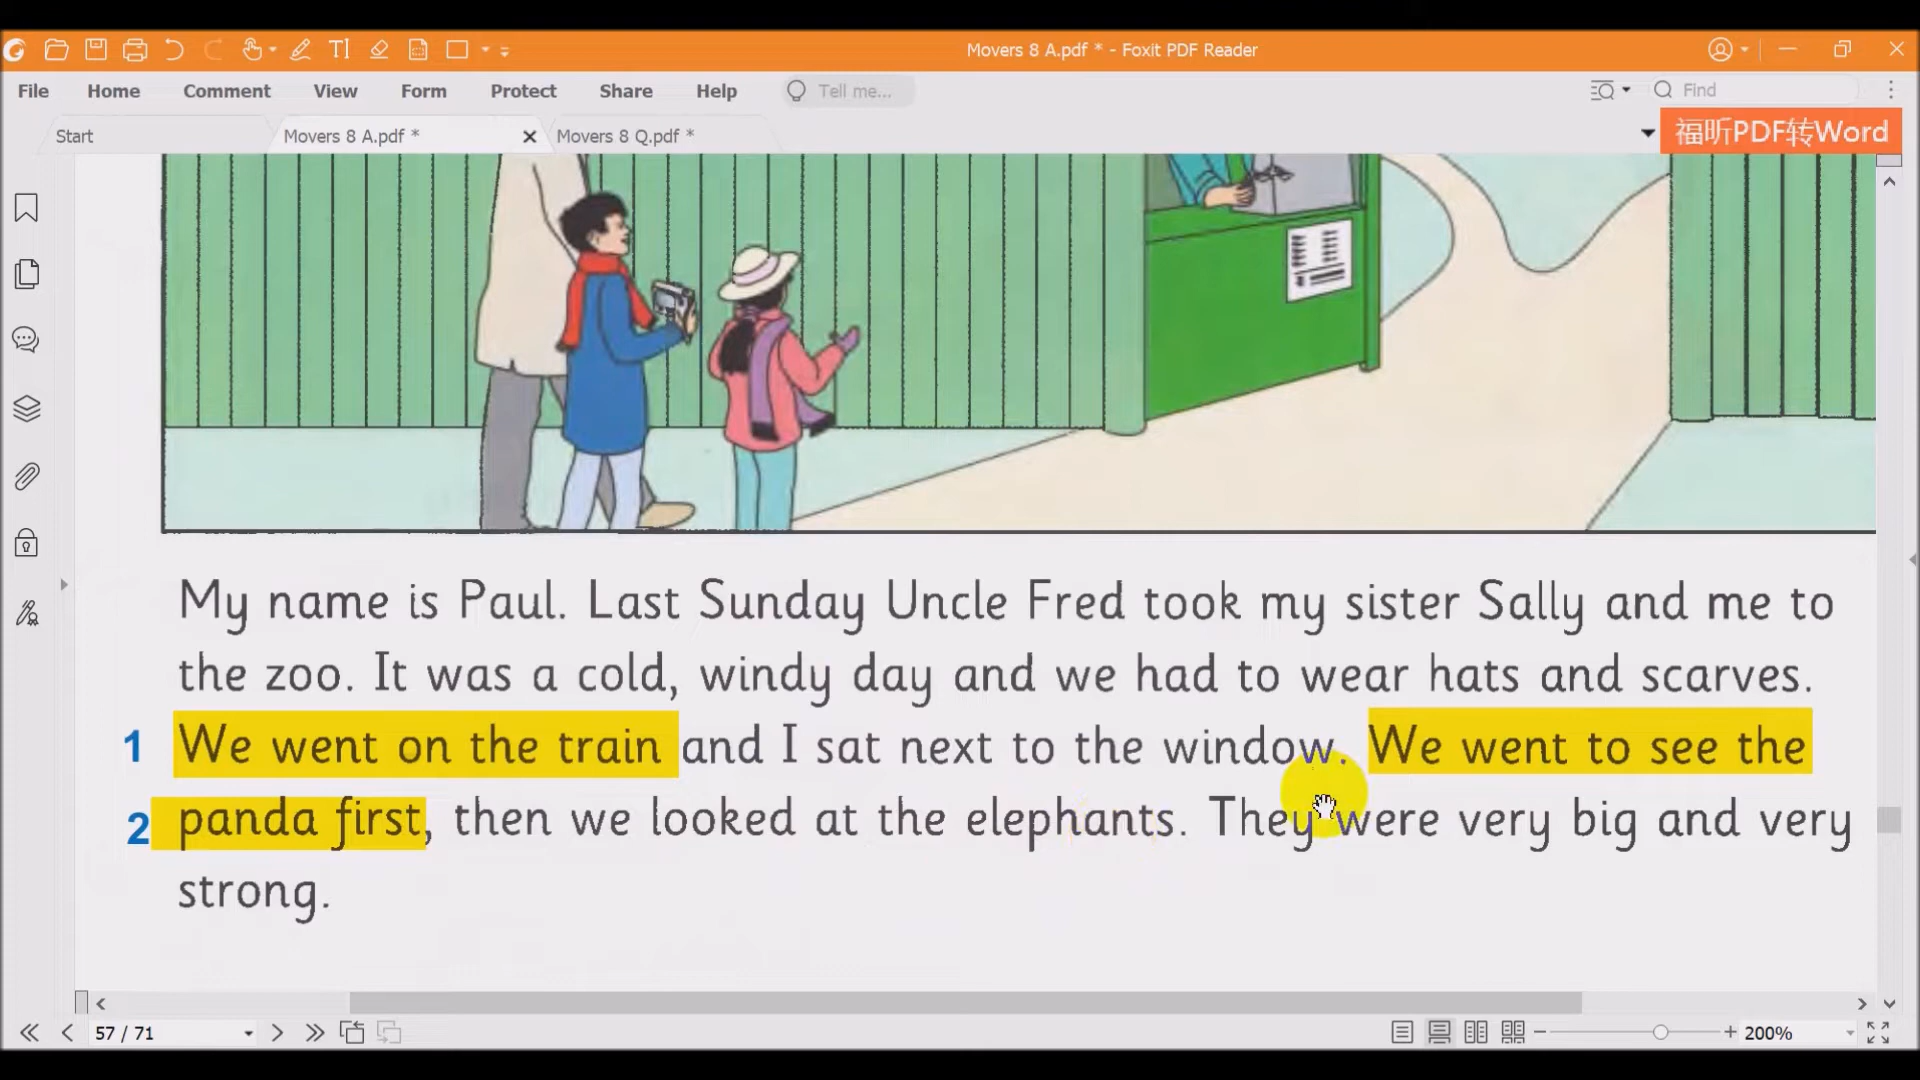 Movers 8 A.pdf * - Foxit PDF Reader
File Home Comment View Form Protect Share Help Tell me... Find
Start Movers 8 A.pdf * Movers 8 Q.pdf * 福昕PDF转Word
My name is Paul. Last Sunday Uncle Fred took my sister Sally and me to
the zoo. It was a cold, windy day and we had to wear hats and scarves.
1 We went on the train and I sat next to the window. We went to see the
2 panda first, then we looked at the elephants. They were very big and very
strong.
57 / 71 200%